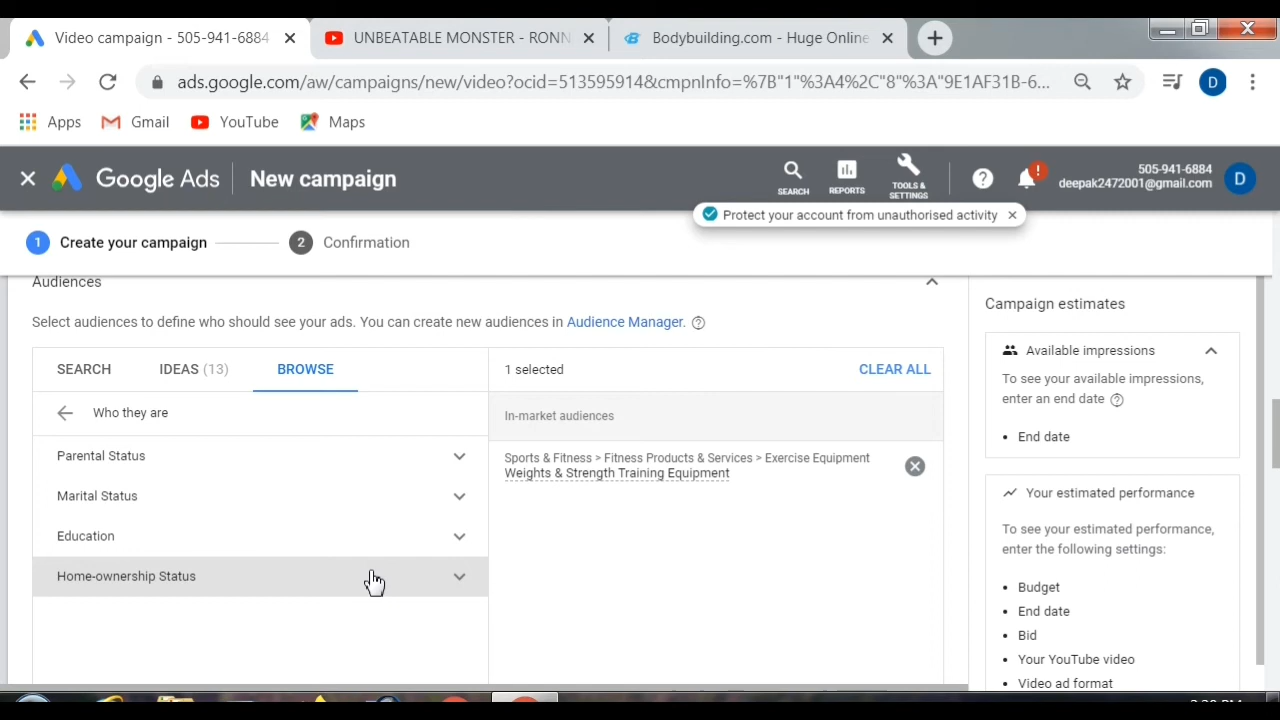 Video campaign - 505-941-6884
UNBEATABLE MONSTER - RONN
Bodybuilding.com - Huge Online
ads.google.com/aw/campaigns/new/video?ocid=513595914&cmpnInfo=%7B"1"%3A4%2C"8"%3A"9E1AF31B-6...
D
Apps
Gmail
YouTube
Maps
Google Ads
New campaign
SEARCH
REPORTS
TOOLS &
SETTINGS
505-941-6884
deepak2472001@gmail.com
D
Protect your account from unauthorised activity
1 Create your campaign
2 Confirmation
Audiences
Select audiences to define who should see your ads. You can create new audiences in Audience Manager.
SEARCH
IDEAS (13)
BROWSE
1 selected
CLEAR ALL
Who they are
Parental Status
Marital Status
Education
Home-ownership Status
In-market audiences
Sports & Fitness > Fitness Products & Services > Exercise Equipment
Weights & Strength Training Equipment
Campaign estimates
Available impressions
To see your available impressions,
enter an end date
• End date
Your estimated performance
To see your estimated performance,
enter the following settings:
• Budget
• End date
• Bid
• Your YouTube video
• Video ad format